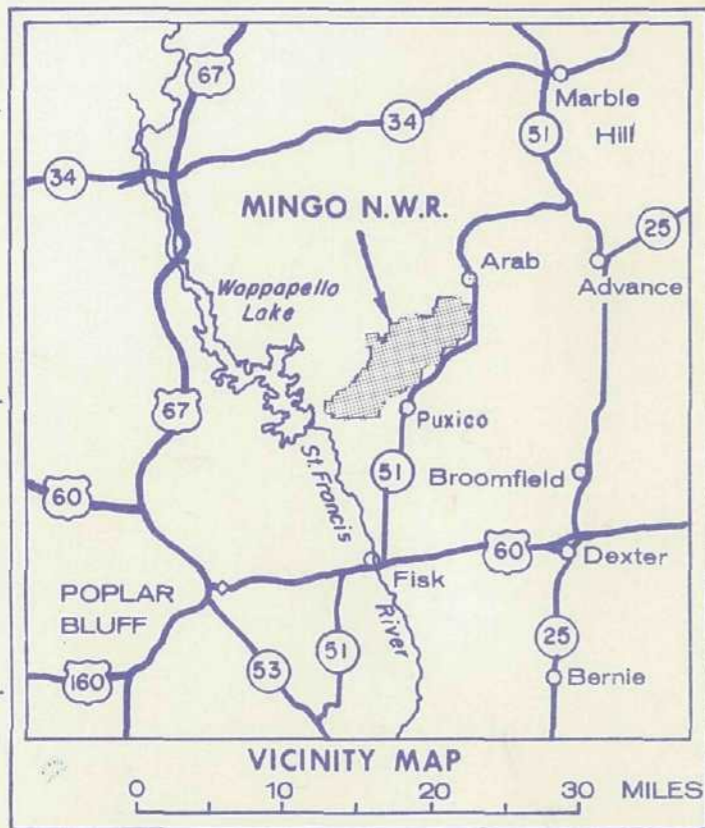 67
34
Marble
Hill
51
34
MINGO N.W.R.
25
Arab
Advance
Wappapello
Lake
67
Puxico
St. Francis
River
51
Broomfield
60
60
Dexter
Fisk
POPLAR
BLUFF
25
160
53
51
Bernie
VICINITY MAP
0 10 20 30 MILES